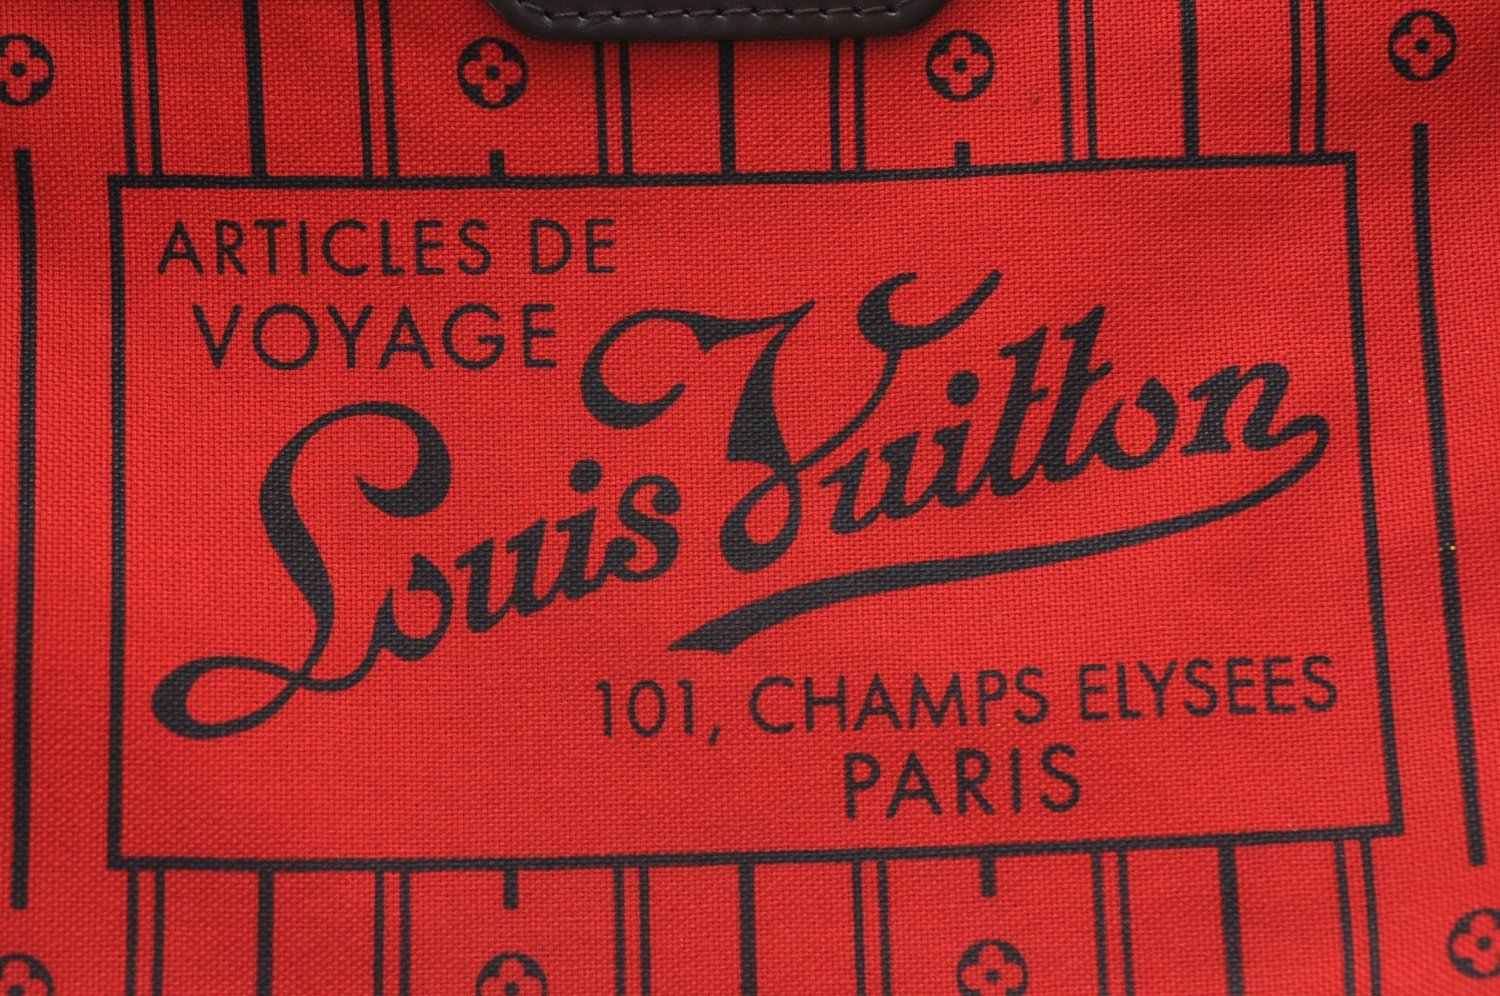 ARTICLES DE
VOYAGE
Louis Vuitton
101, CHAMPS ELYSEES
PARIS